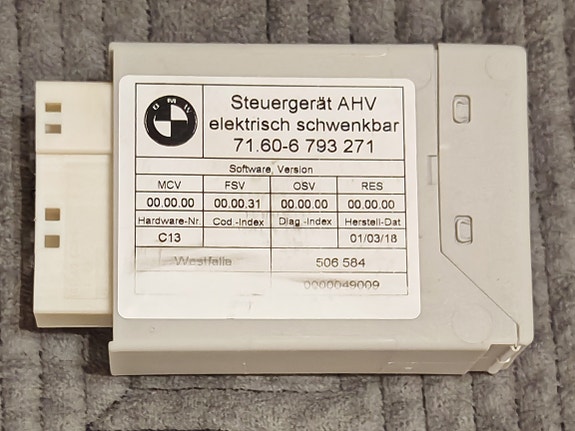 BMW
Steuergerät AHV
elektrisch schwenkbar
71.60-6 793 271
Software, Version
MCV FSV OSV RES
00.00.00 00.00.31 00.00.00 00.00.00
Hardware-Nr. Cod.-Index Diag.-Index Herstell-Dat
C13 01/03/18
Westfalia 506 584
0000049009